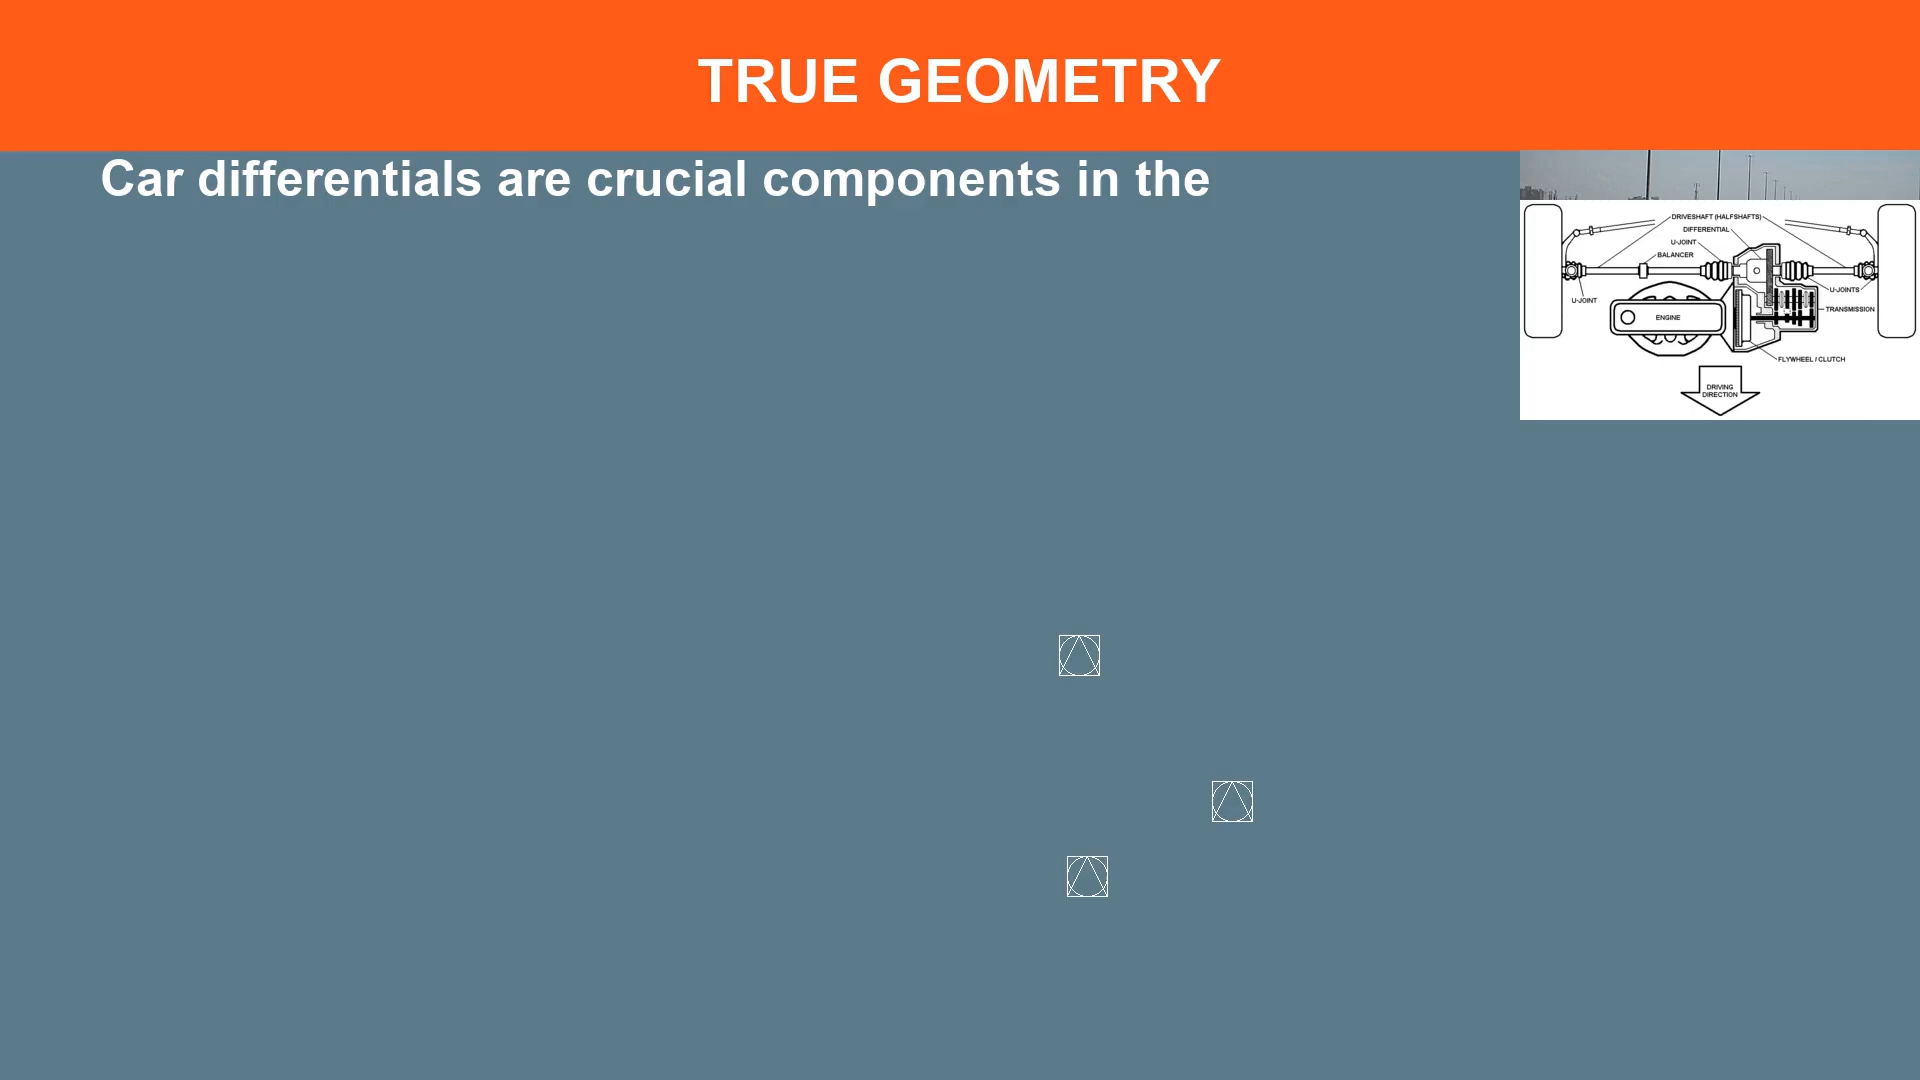 TRUE GEOMETRY
Car differentials are crucial components in the
DRIVESHAFT (HALFSHAFTS)
DIFFERENTIAL
U-JOINT
BALANCER
U-JOINT
U-JOINTS
TRANSMISSION
ENGINE
FLYWHEEL / CLUTCH
DRIVING
DIRECTION